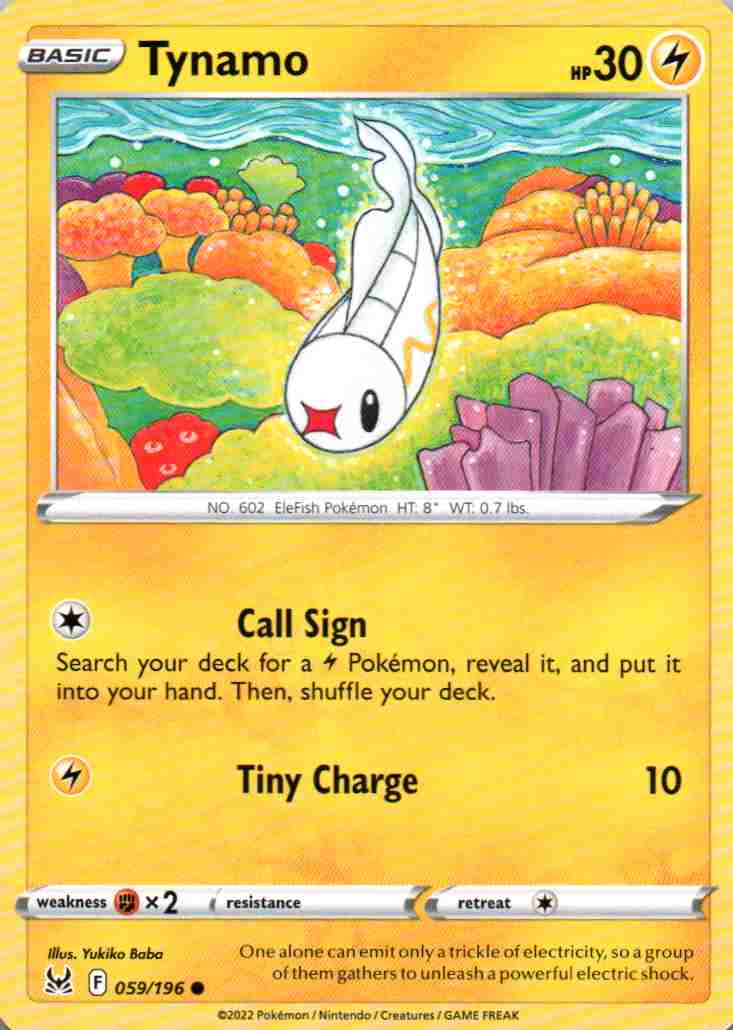 BASIC Tynamo HP30
NO. 602 EleFish Pokémon HT: 8" WT: 0.7 lbs.
Call Sign
Search your deck for a Pokémon, reveal it, and put it
into your hand. Then, shuffle your deck.
Tiny Charge 10
weakness ×2 resistance retreat
Illus. Yukiko Baba
One alone can emit only a trickle of electricity, so a group
of them gathers to unleash a powerful electric shock.
F 059/196
©2022 Pokémon / Nintendo / Creatures / GAME FREAK